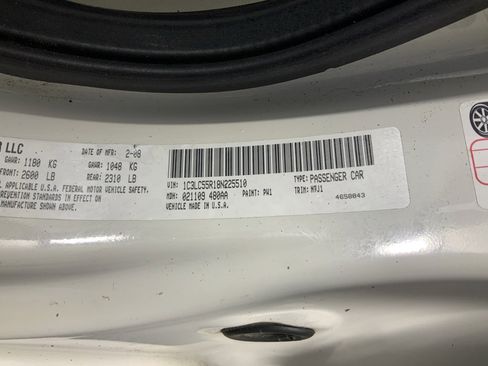 R LLC DATE OF MFR: 2-08
GAWR: 1180 KG GAWR: 1048 KG
FRONT: 2600 LB REAR: 2310 LB
APPLICABLE U.S.A. FEDERAL MOTOR VEHICLE SAFETY,
PREVENTION STANDARDS IN EFFECT ON
MANUFACTURE SHOWN ABOVE.
VIN: 1C3LC55R18N225510 TYPE: PASSENGER CAR
MDH: 021109 480AA PAINT: PW1 TRIM:
VEHICLE MADE IN U.S.A. 4658843